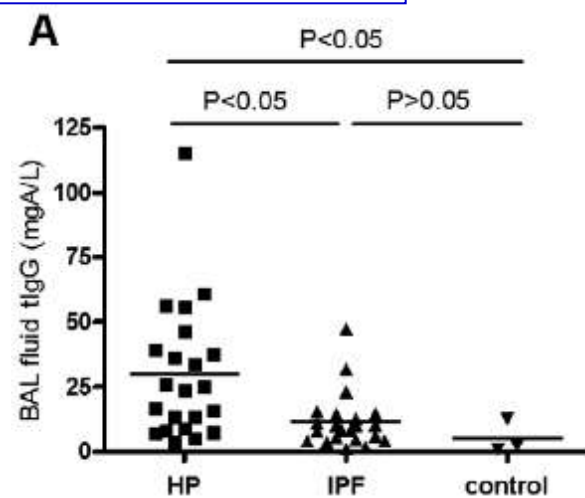 A
P<0.05
P<0.05 P>0.05
BAL fluid tIgG (mgA/L)
125
100
75
50
25
0
HP IPF control